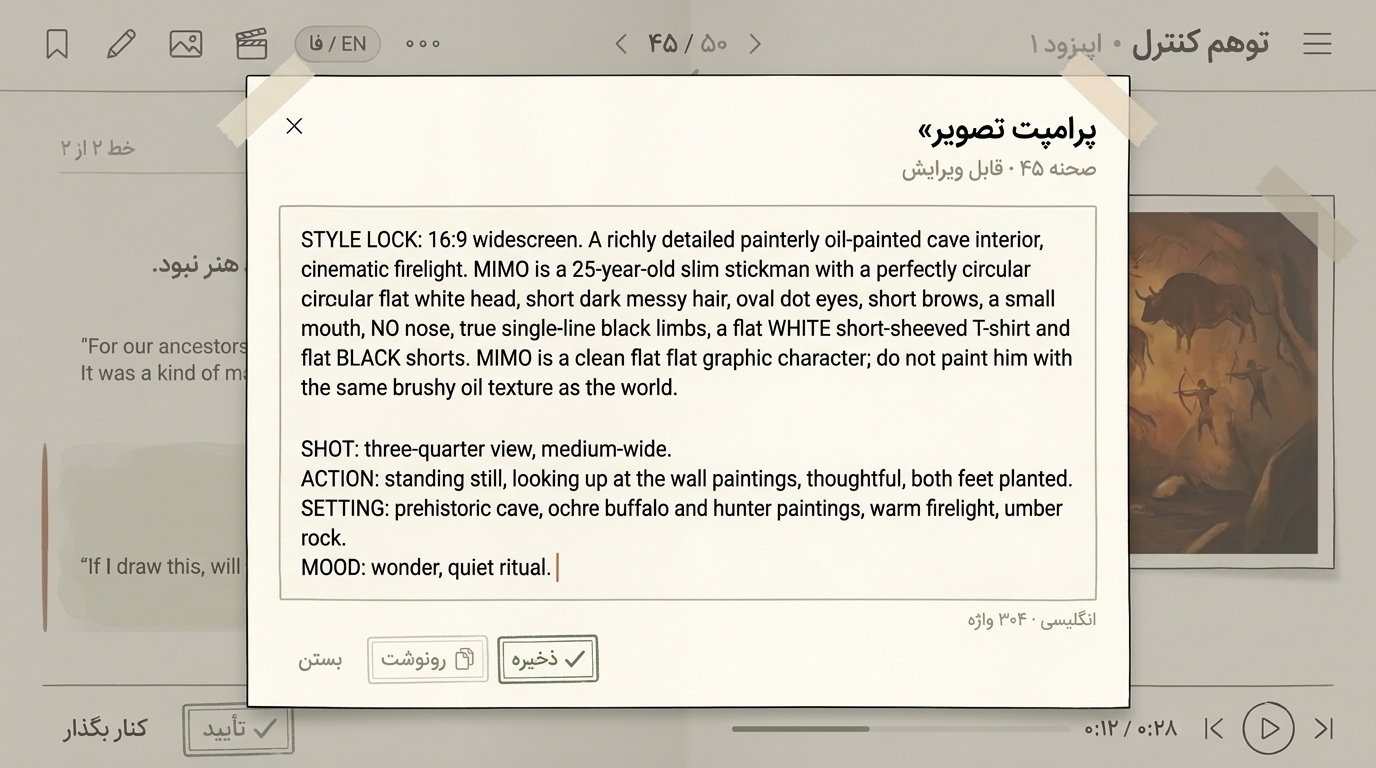 توهم کنترل • اپیزود ۱
۴۵ / ۵۰
فا / EN
خط ۲ از ۲
هنر نبود.
"For our ancestors
It was a kind of
“If I draw this, will
پرامپت تصویر»
صحنه ۴۵ · قابل ویرایش
STYLE LOCK: 16:9 widescreen. A richly detailed painterly oil-painted cave interior,
cinematic firelight. MIMO is a 25-year-old slim stickman with a perfectly circular
circular flat white head, short dark messy hair, oval dot eyes, short brows, a small
mouth, NO nose, true single-line black limbs, a flat WHITE short-sheeved T-shirt and
flat BLACK shorts. MIMO is a clean flat flat graphic character; do not paint him with
the same brushy oil texture as the world.
SHOT: three-quarter view, medium-wide.
ACTION: standing still, looking up at the wall paintings, thoughtful, both feet planted.
SETTING: prehistoric cave, ochre buffalo and hunter paintings, warm firelight, umber
rock.
MOOD: wonder, quiet ritual.
انگلیسی · ۳۰۴ واژه
ذخیره
رونوشت
بستن
۰:۱۲ / ۰:۲۸
تأیید
کنار بگذار